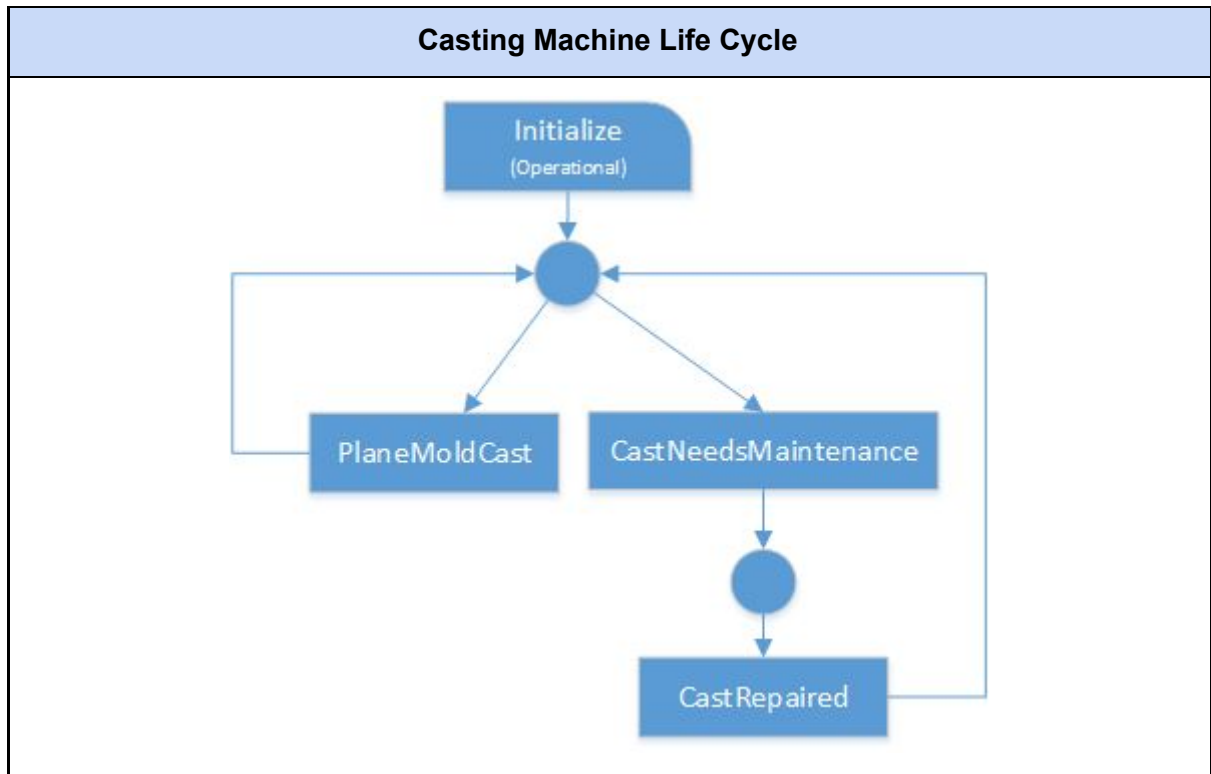 Casting Machine Life Cycle
Initialize
(Operational)
PlaneMoldCast
CastNeedsMaintenance
CastRepaired